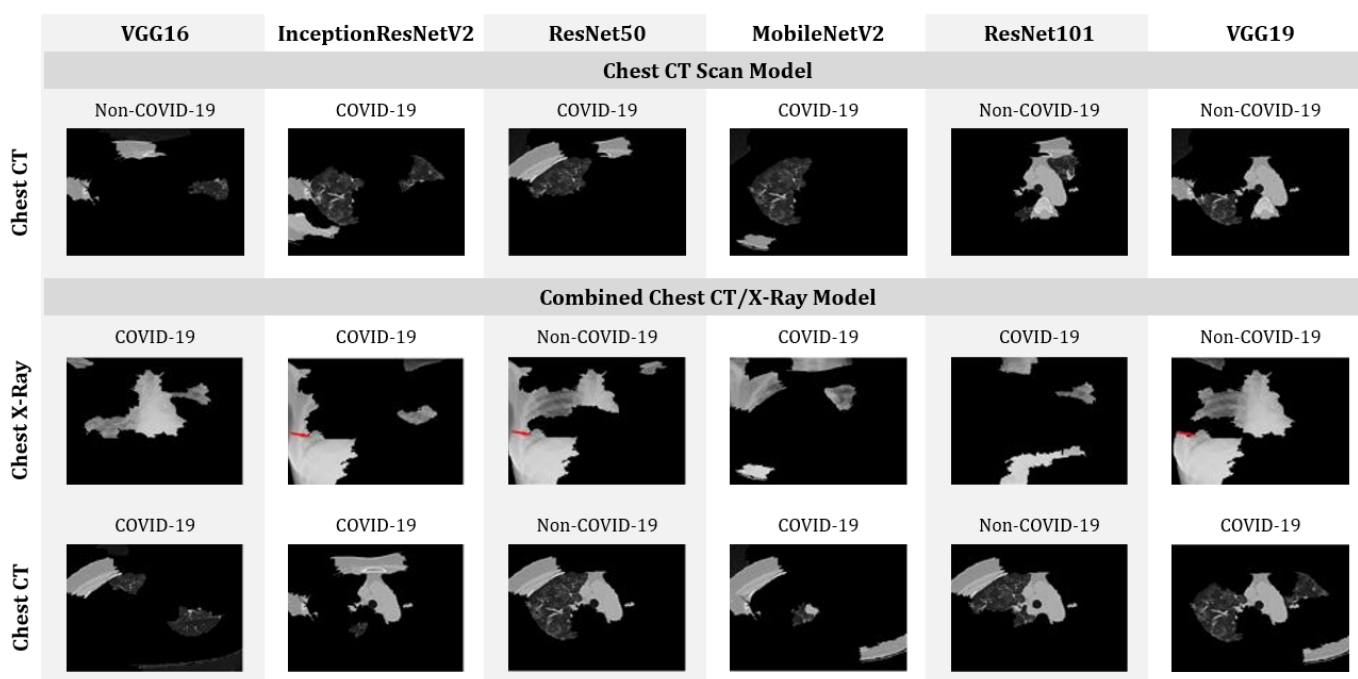 VGG16 InceptionResNetV2 ResNet50 MobileNetV2 ResNet101 VGG19
Chest CT Scan Model
Non-COVID-19 COVID-19 COVID-19 COVID-19 Non-COVID-19 Non-COVID-19
Chest CT
Combined Chest CT/X-Ray Model
COVID-19 COVID-19 Non-COVID-19 COVID-19 COVID-19 Non-COVID-19
Chest X-Ray
COVID-19 COVID-19 Non-COVID-19 COVID-19 Non-COVID-19 COVID-19
Chest CT